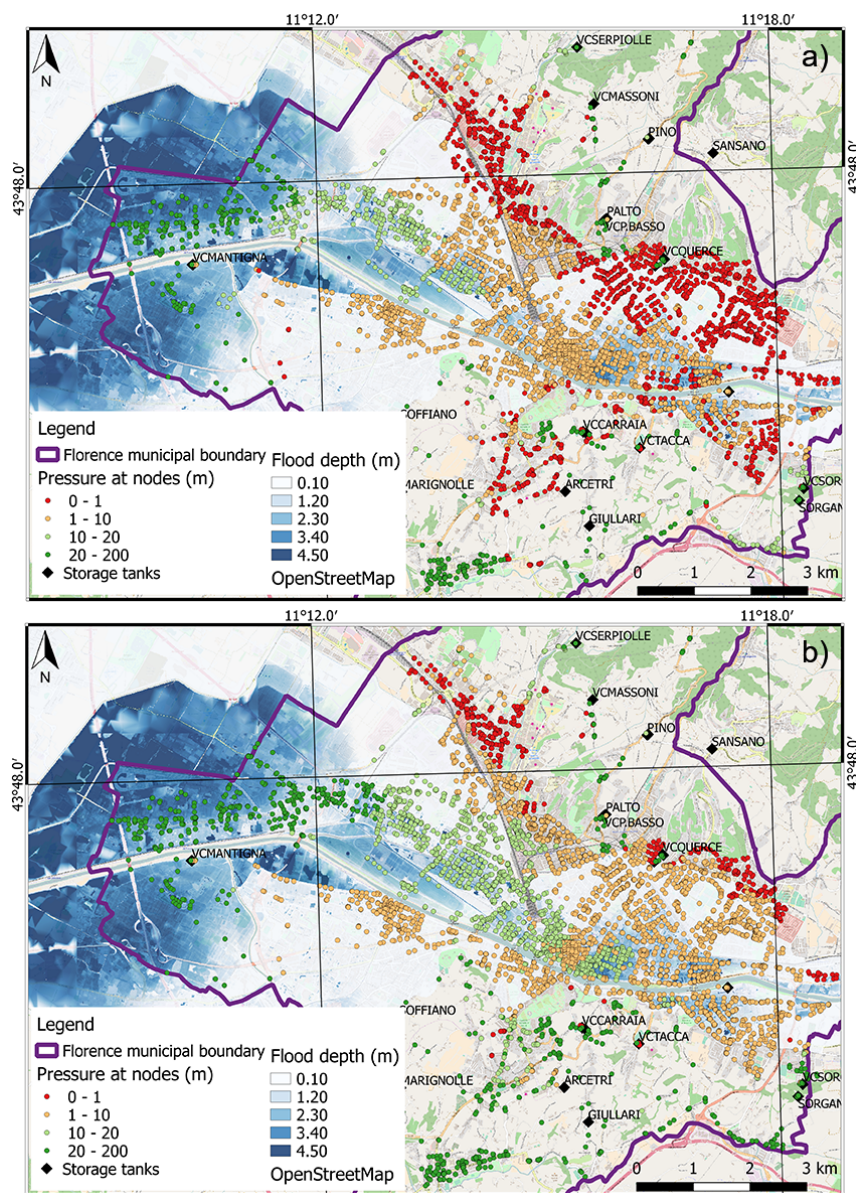 11°12.0′
11°18.0′
a)
N
VCSERPIOLLE
VCMASSONI
PINO
SANSANO
43°48.0′
43°48.0′
PALTO
VCP.BASSO
VCQUERCE
VCMANTIGNA
COFFIANO
VCCARRAIA
VCTACCA
MARIGNOLLE
ARCETRI
GIULLARI
VCSOR
SORGAN
Legend
Florence municipal boundary
Pressure at nodes (m)
0 - 1
1 - 10
10 - 20
20 - 200
Storage tanks
Flood depth (m)
0.10
1.20
2.30
3.40
4.50
OpenStreetMap
0 1 2 3 km
11°12.0′
11°18.0′
b)
N
VCSERPIOLLE
VCMASSONI
PINO
SANSANO
43°48.0′
43°48.0′
PALTO
VCP.BASSO
VCQUERCE
VCMANTIGNA
COFFIANO
VCCARRAIA
VCTACCA
MARIGNOLLE
ARCETRI
GIULLARI
VCSOR
SORGAN
Legend
Florence municipal boundary
Pressure at nodes (m)
0 - 1
1 - 10
10 - 20
20 - 200
Storage tanks
Flood depth (m)
0.10
1.20
2.30
3.40
4.50
OpenStreetMap
0 1 2 3 km